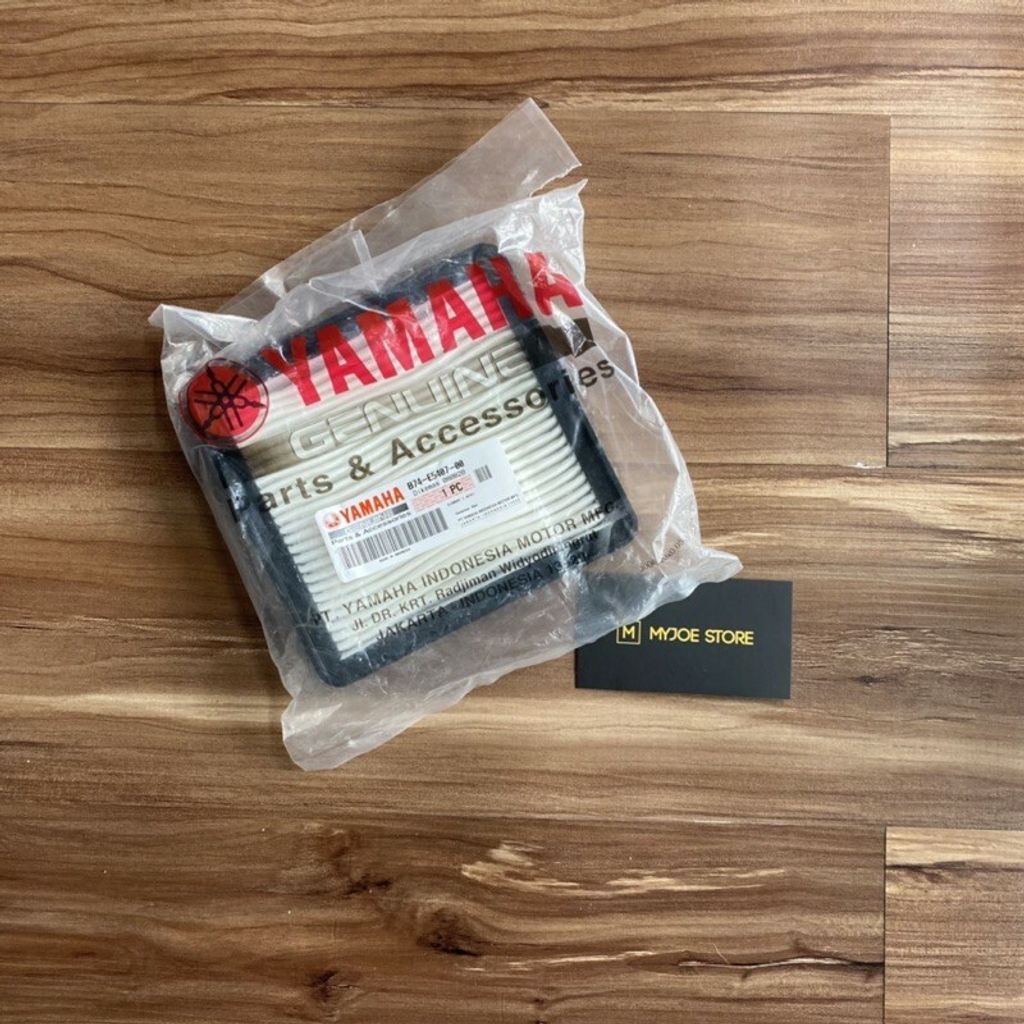 YAMAHA
GENUINE
Parts & Accessories
B74-E5407-00
1 PC
YAMAHA
Parts & Accessories
PT. YAMAHA INDONESIA MOTOR MFG
Jl. DR. KRT. Radjiman Widyodiningrat
JAKARTA - INDONESIA
M MYJOE STORE